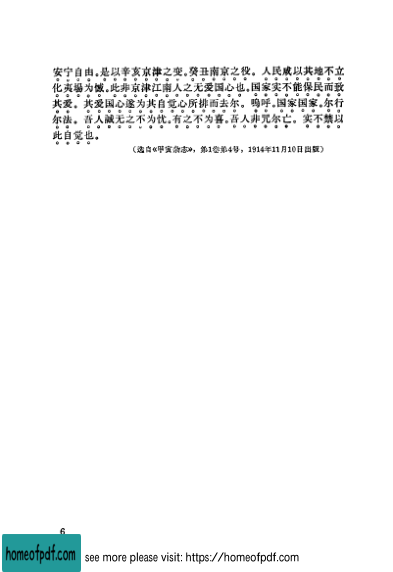 安宁自由。是以辛亥京津之变。癸丑南京之役。人民咸以其地不立
化夷場为憾。此非京津江南人之无爱国心也。国家实不能保民而致
其爱。其爱国心遂为其自觉心所排而去尔。嗚呼。国家国家。尔行
尔法。吾人誠无之不为忧。有之不为喜。吾人非咒尔亡。实不禁以
此自觉也。
（选自《甲寅杂志》，第1卷第4号，1914年11月10日出版）
6
homeofpdf.com
see more please visit: https://homeofpdf.com